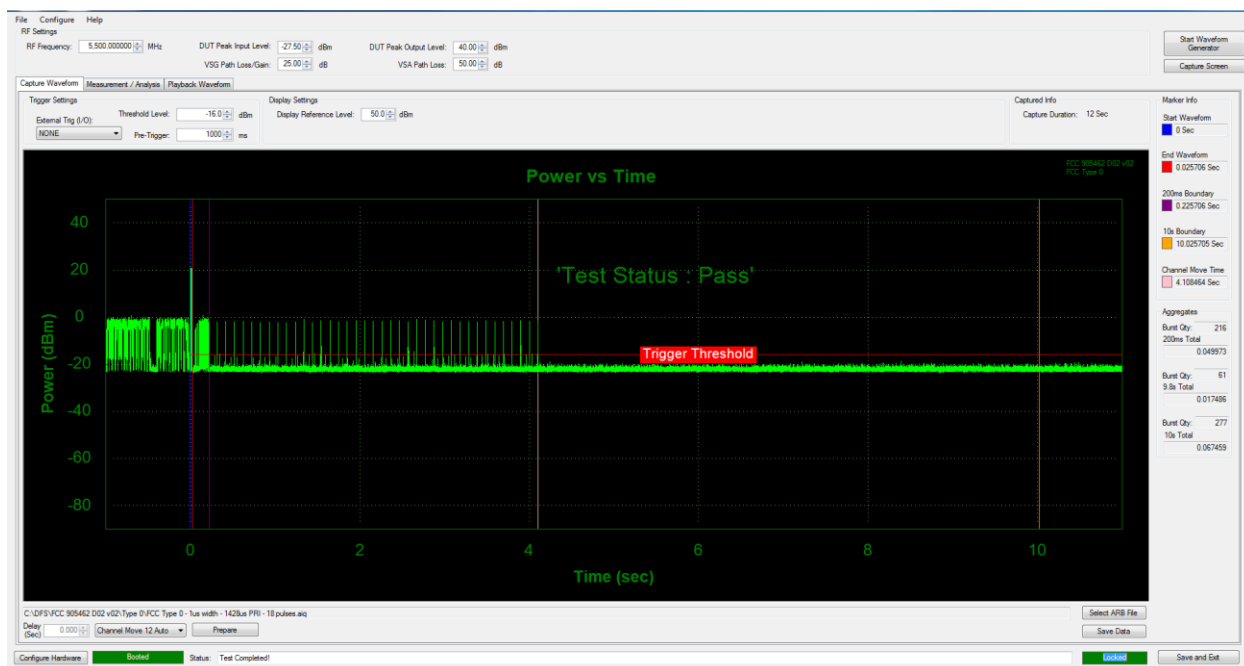 File Configure Help
RF Settings
RF Frequency: 5,500.000000 MHz DUT Peak Input Level: -27.50 dBm DUT Peak Output Level: 40.00 dBm
VSG Path Loss/Gain: 25.00 dB VSA Path Loss: 50.00 dB
Start Waveform
Generator
Capture Screen
Capture Waveform Measurement / Analysis Playback Waveform
Trigger Settings
External Trig (I/O): Threshold Level: -16.0 dBm
NONE Pre-Trigger: 1000 ms
Display Settings
Display Reference Level: 50.0 dBm
Captured Info
Capture Duration: 12 Sec
Marker Info
Start Waveform
0 Sec
End Waveform
0.025706 Sec
200ms Boundary
0.225706 Sec
10s Boundary
10.025705 Sec
Channel Move Time
4.108464 Sec
Aggregates
Burst Qty: 216
200ms Total
0.049973
Burst Qty: 61
9.8s Total
0.017486
Burst Qty: 277
10s Total
0.067459
Power vs Time
FCC 905462 D02 v02
FCC Type 0
'Test Status : Pass'
Trigger Threshold
Power (dBm)
40
20
0
-20
-40
-60
-80
0 2 4 6 8 10
Time (sec)
C:\DFS\FCC 905462 D02 v02\Type 0\FCC Type 0 - 1us width - 1428us PRI - 18 pulses.aiq
Select ARB File
Delay
(Sec) 0.000 Channel Move 12 Auto Prepare
Save Data
Configure Hardware Booted Status: Test Completed! Locked Save and Exit